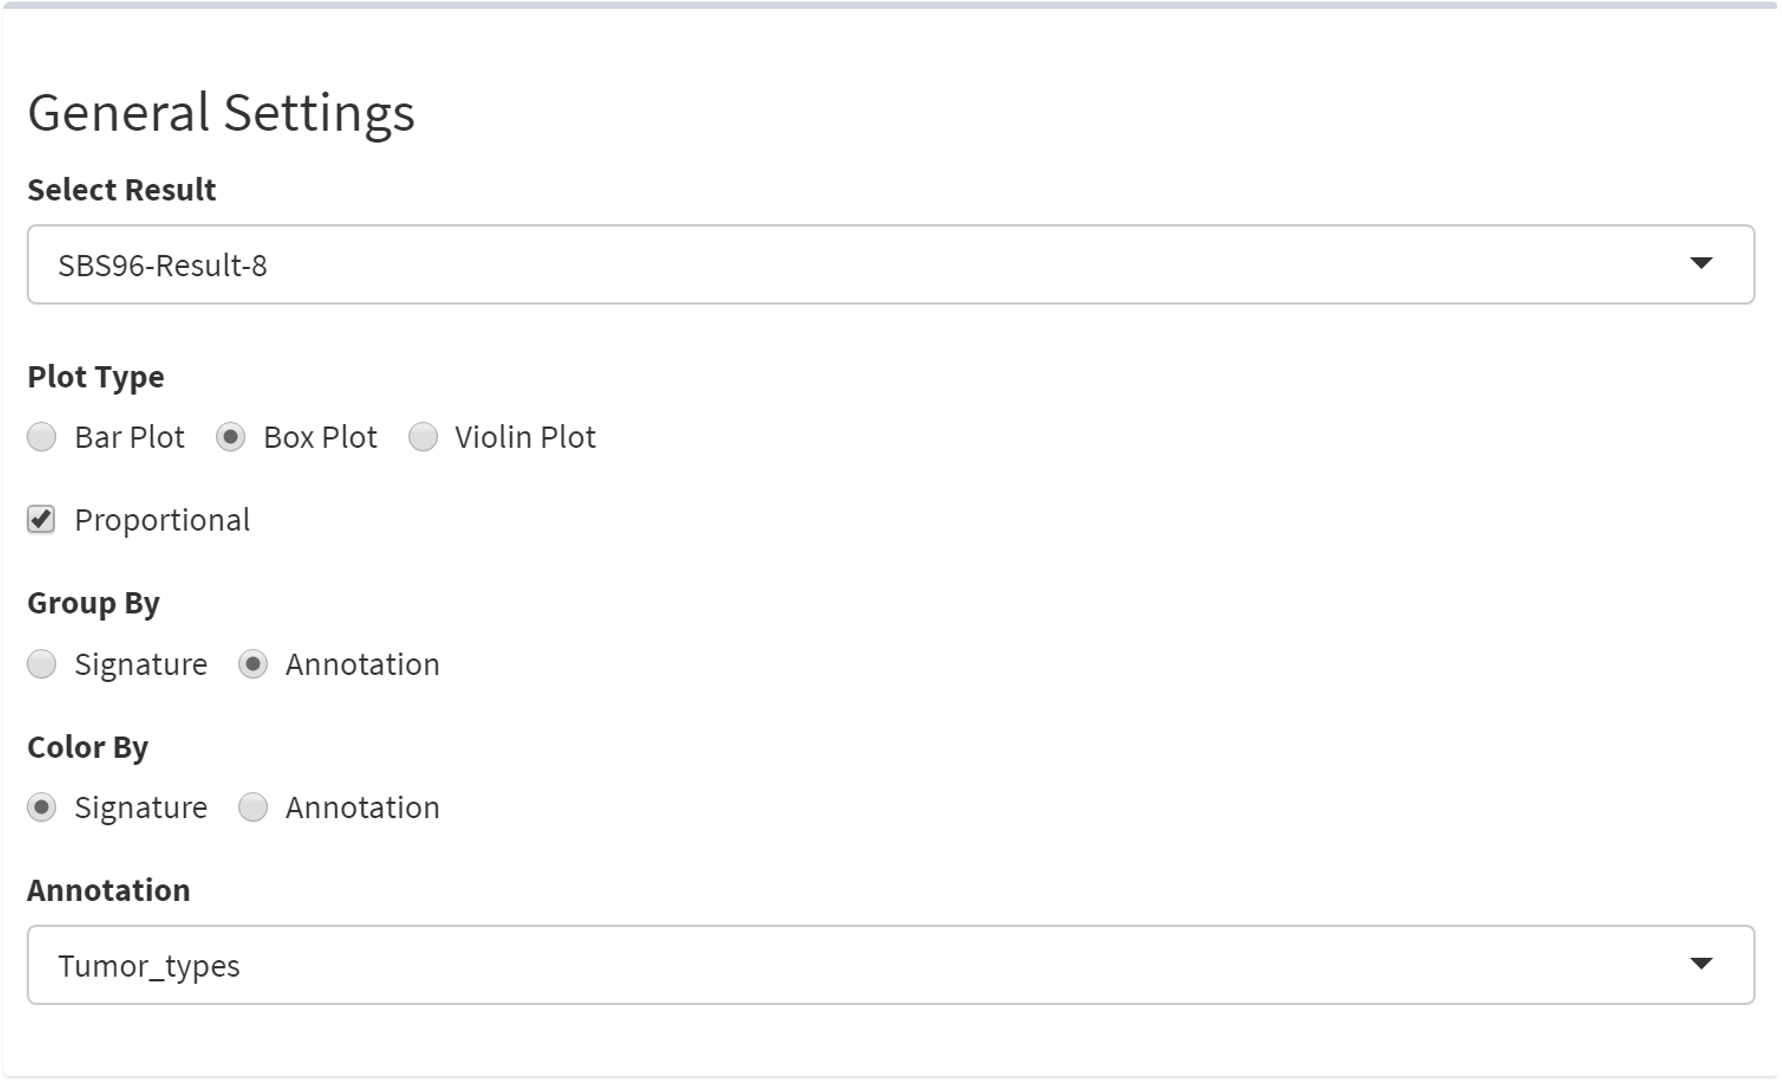 General Settings
Select Result
SBS96-Result-8
Plot Type
Bar Plot Box Plot Violin Plot
Proportional
Group By
Signature Annotation
Color By
Signature Annotation
Annotation
Tumor_types